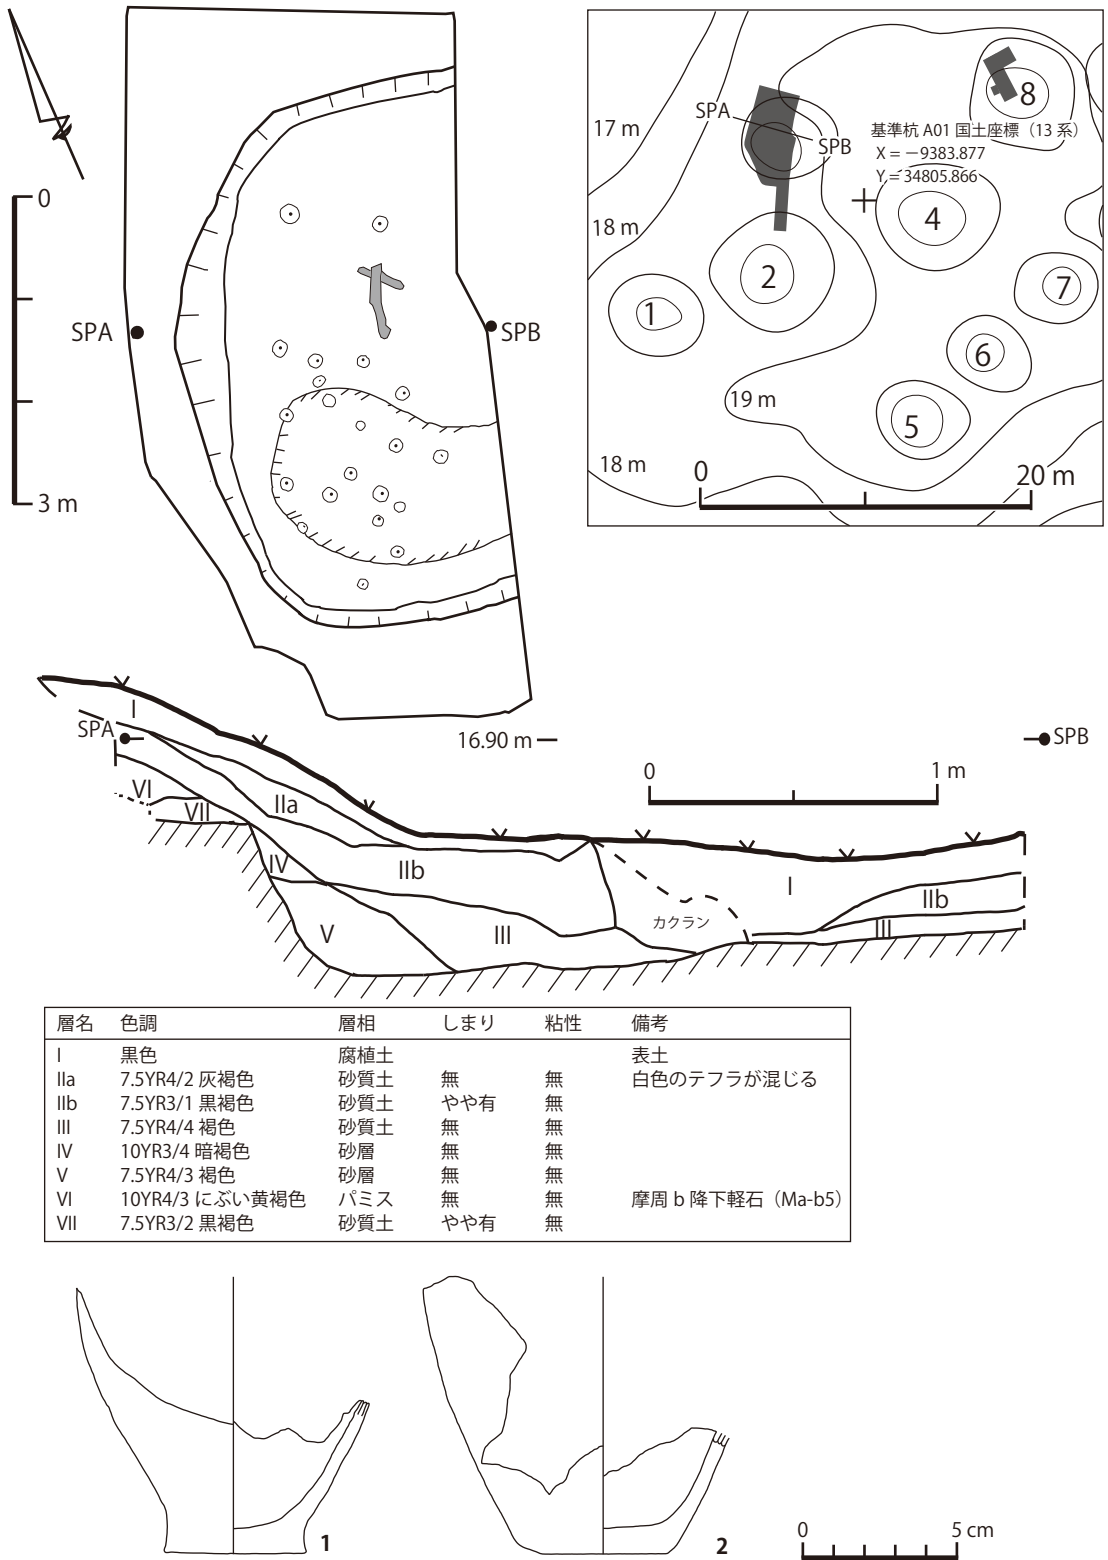 0
3 m
SPA
SPB
17 m
18 m
19 m
18 m
SPA
SPB
基準杭 A01 国土座標（13 系）
X = −9383.877
Y = 34805.866
1
2
4
5
6
7
8
0
20 m
SPA
16.90 m
SPB
0
1 m
I
IIa
IIb
III
IV
V
VI
VII
カクラン
I
IIb
III
層名 色調 層相 しまり 粘性 備考
I 黒色 腐植土 表土
IIa 7.5YR4/2 灰褐色 砂質土 無 無 白色のテフラが混じる
IIb 7.5YR3/1 黒褐色 砂質土 やや有 無
III 7.5YR4/4 褐色 砂質土 無 無
IV 10YR3/4 暗褐色 砂層 無 無
V 7.5YR4/3 褐色 砂層 無 無
VI 10YR4/3 にぶい黄褐色 パミス 無 無 摩周 b 降下軽石（Ma-b5）
VII 7.5YR3/2 黒褐色 砂質土 やや有 無
1
2
0
5 cm